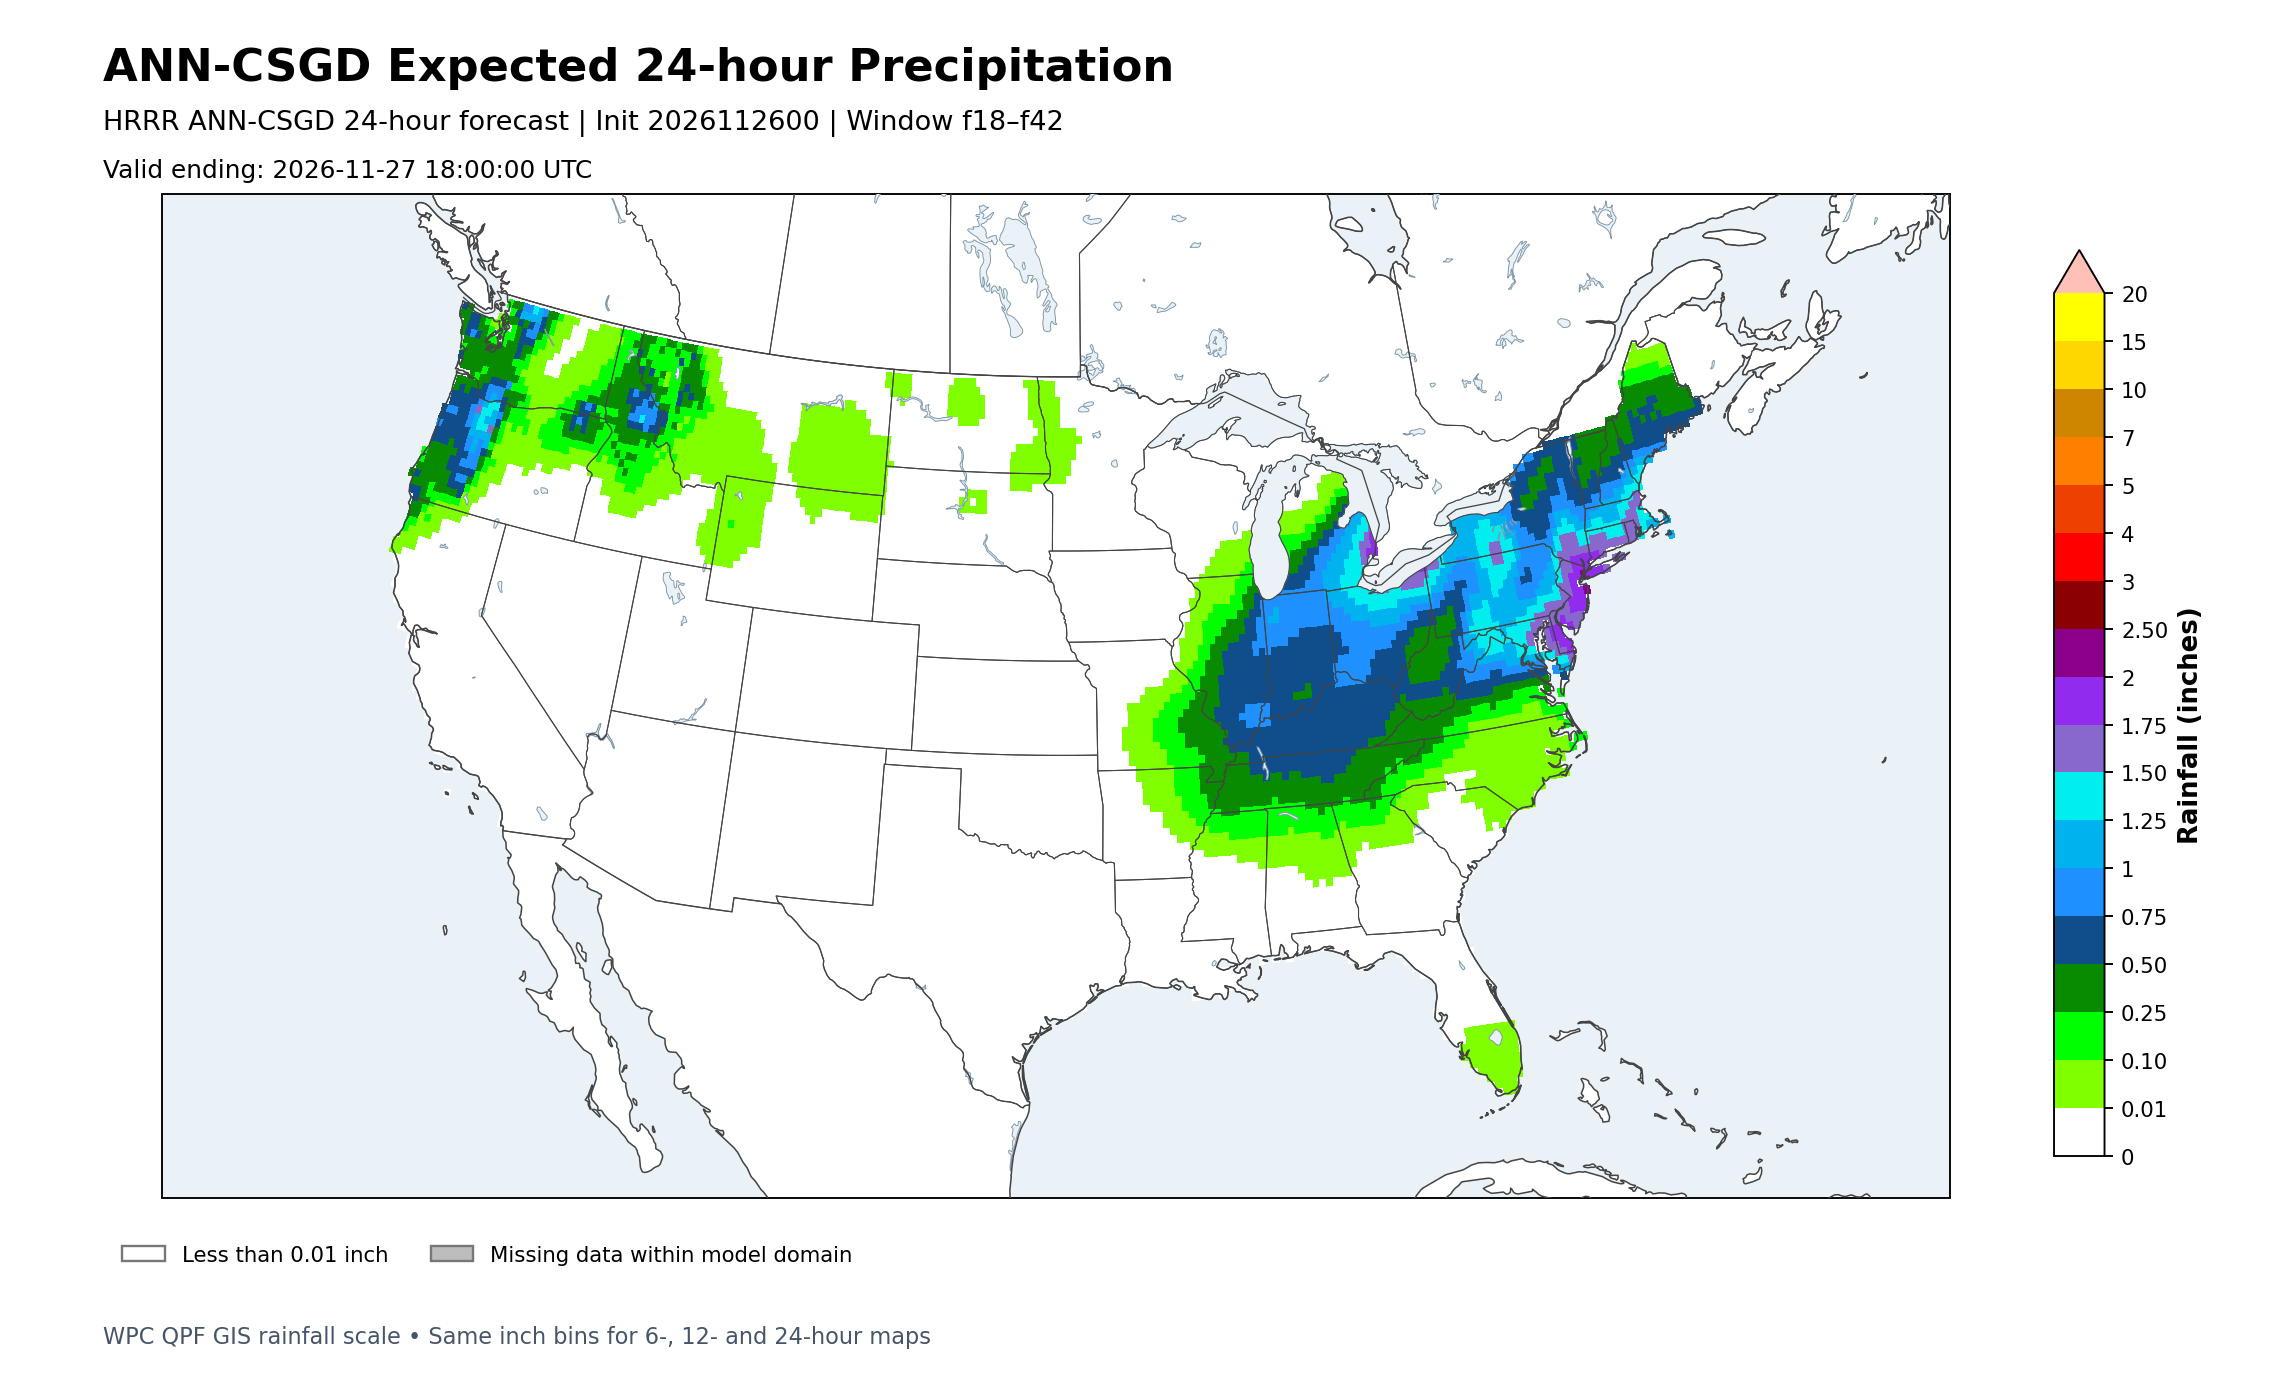 ANN-CSGD Expected 24-hour Precipitation
HRRR ANN-CSGD 24-hour forecast | Init 2026112600 | Window f18–f42
Valid ending: 2026-11-27 18:00:00 UTC
20
15
10
7
5
4
3
2.50
2
1.75
1.50
1.25
1
0.75
0.50
0.25
0.10
0.01
0
Rainfall (inches)
Less than 0.01 inch
Missing data within model domain
WPC QPF GIS rainfall scale • Same inch bins for 6-, 12- and 24-hour maps